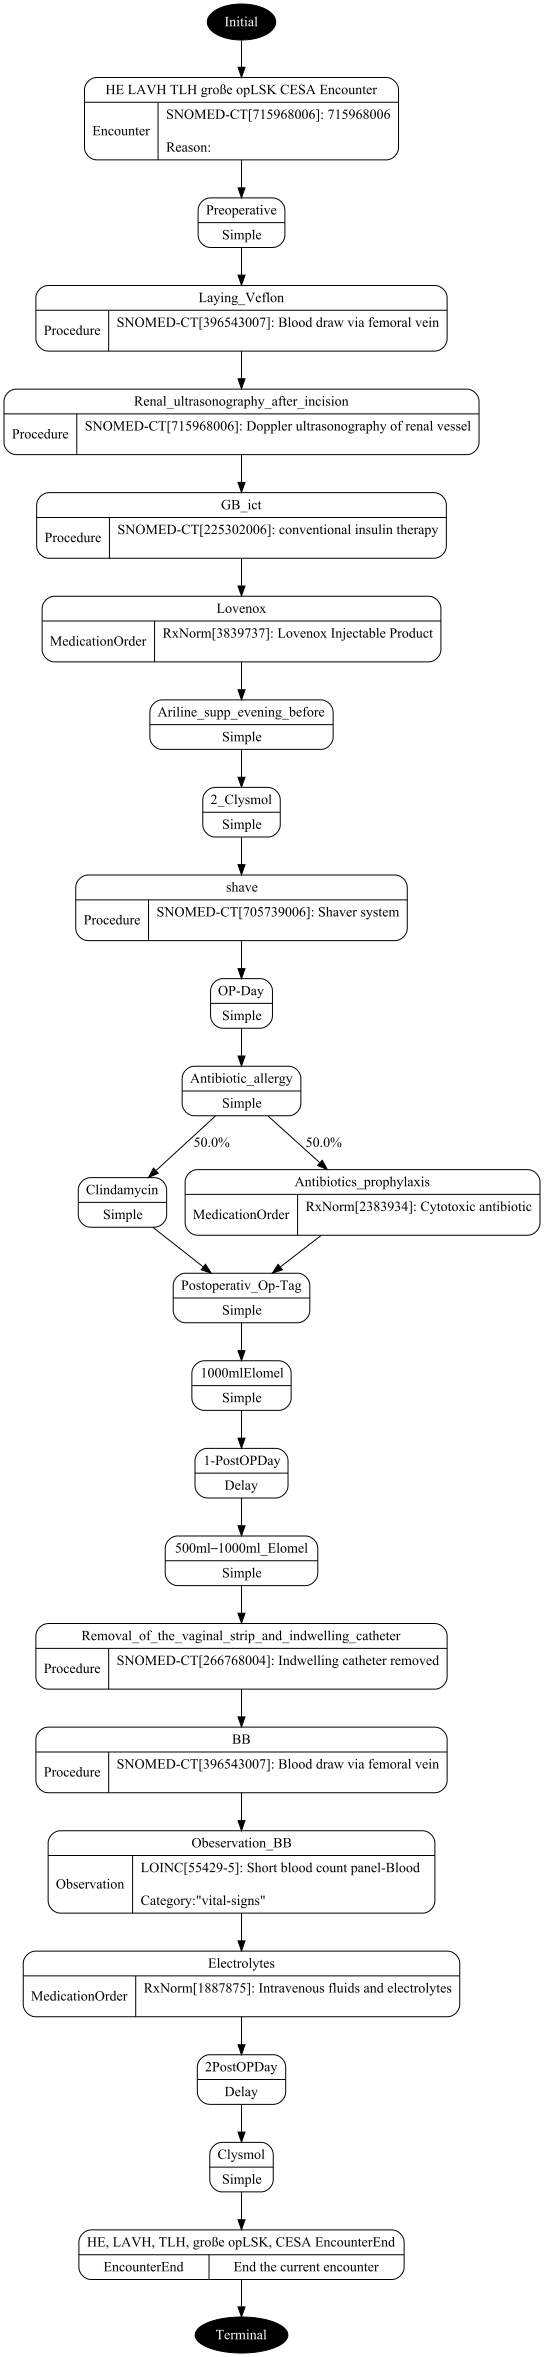 Initial
HE LAVH TLH große opLSK CESA Encounter
Encounter
SNOMED-CT[715968006]: 715968006
Reason:
Preoperative
Simple
Laying_Veflon
Procedure
SNOMED-CT[396543007]: Blood draw via femoral vein
Renal_ultrasonography_after_incision
Procedure
SNOMED-CT[715968006]: Doppler ultrasonography of renal vessel
GB_ict
Procedure
SNOMED-CT[225302006]: conventional insulin therapy
Lovenox
MedicationOrder
RxNorm[3839737]: Lovenox Injectable Product
Ariline_supp_evening_before
Simple
2_Clysmol
Simple
shave
Procedure
SNOMED-CT[705739006]: Shaver system
OP-Day
Simple
Antibiotic_allergy
Simple
50.0%
50.0%
Clindamycin
Simple
Antibiotics_prophylaxis
MedicationOrder
RxNorm[2383934]: Cytotoxic antibiotic
Postoperativ_Op-Tag
Simple
1000mlElomel
Simple
1-PostOPDay
Delay
500ml–1000ml_Elomel
Simple
Removal_of_the_vaginal_strip_and_indwelling_catheter
Procedure
SNOMED-CT[266768004]: Indwelling catheter removed
BB
Procedure
SNOMED-CT[396543007]: Blood draw via femoral vein
Obeservation_BB
Observation
LOINC[55429-5]: Short blood count panel-Blood
Category:"vital-signs"
Electrolytes
MedicationOrder
RxNorm[1887875]: Intravenous fluids and electrolytes
2PostOPDay
Delay
Clysmol
Simple
HE, LAVH, TLH, große opLSK, CESA EncounterEnd
EncounterEnd
End the current encounter
Terminal